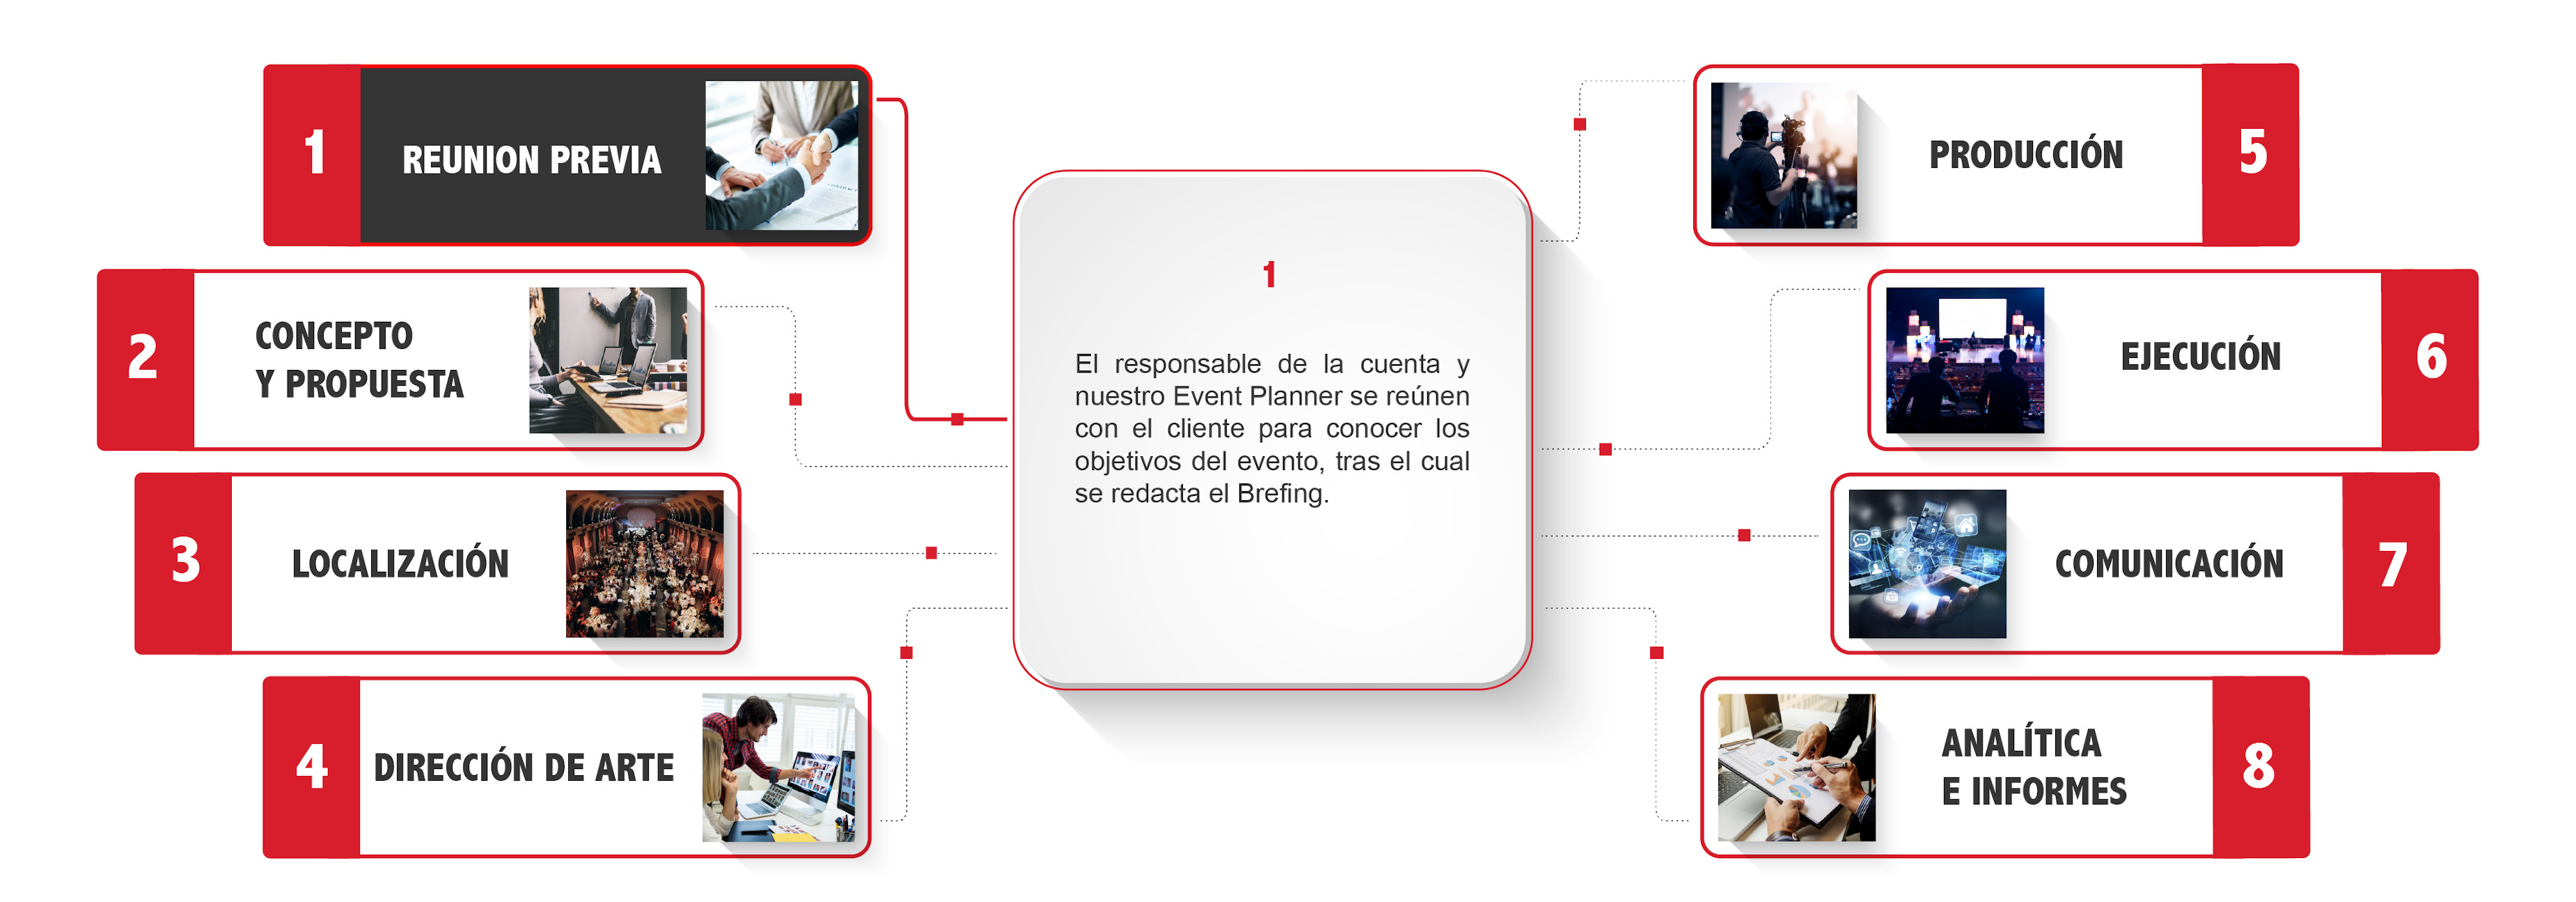 1
REUNION PREVIA
2
CONCEPTO
Y PROPUESTA
3
LOCALIZACIÓN
4
DIRECCIÓN DE ARTE
1
El responsable de la cuenta y
nuestro Event Planner se reúnen
con el cliente para conocer los
objetivos del evento, tras el cual
se redacta el Brefing.
PRODUCCIÓN
5
EJECUCIÓN
6
COMUNICACIÓN
7
ANALÍTICA
E INFORMES
8